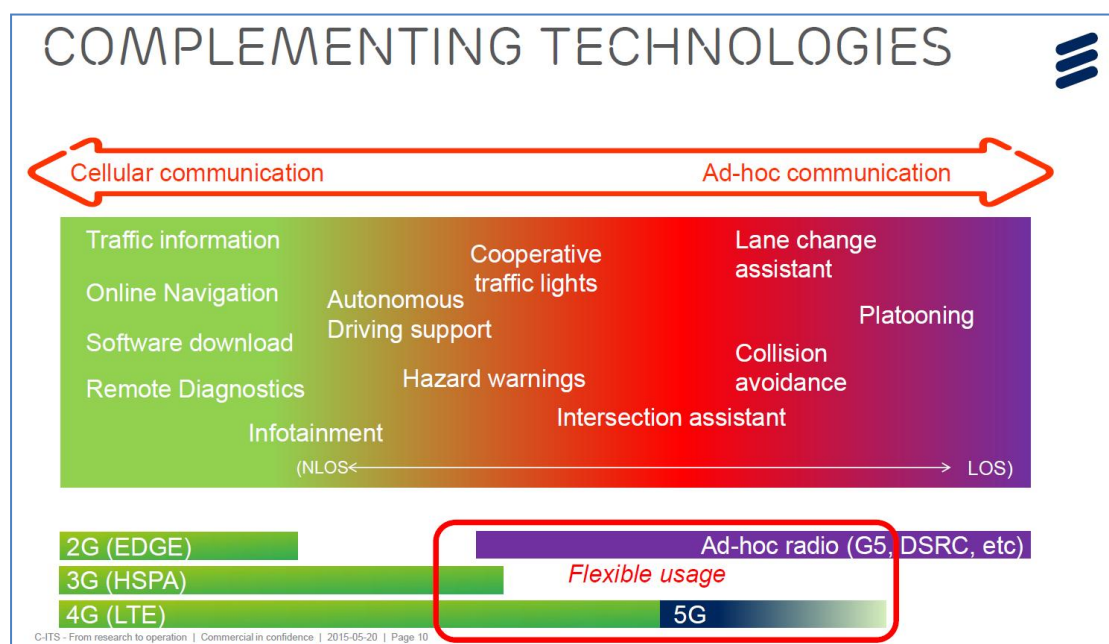 COMPLEMENTING TECHNOLOGIES
Cellular communication
Ad-hoc communication
Traffic information
Online Navigation
Software download
Remote Diagnostics
Infotainment
Autonomous
Driving support
Hazard warnings
Cooperative
traffic lights
Intersection assistant
Lane change
assistant
Platooning
Collision
avoidance
(NLOS
LOS)
2G (EDGE)
Ad-hoc radio (G5, DSRC, etc)
3G (HSPA)
Flexible usage
4G (LTE)
5G
C-ITS - From research to operation | Commercial in confidence | 2015-05-20 | Page 10